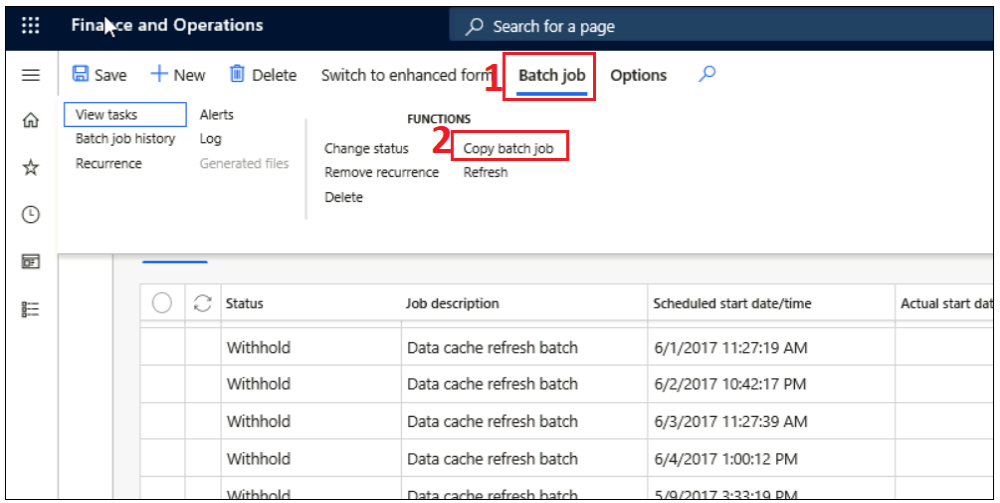 Finance and Operations
Search for a page
Save New Delete Switch to enhanced form 1 Batch job Options
View tasks Alerts FUNCTIONS
Batch job history Log Change status 2 Copy batch job
Recurrence Generated files Remove recurrence Refresh
Delete
Status Job description Scheduled start date/time Actual start dat
Withhold Data cache refresh batch 6/1/2017 11:27:19 AM
Withhold Data cache refresh batch 6/2/2017 10:42:17 PM
Withhold Data cache refresh batch 6/3/2017 11:27:39 AM
Withhold Data cache refresh batch 6/4/2017 1:00:12 PM
Withhold Data cache refresh batch 5/9/2017 3:33:19 PM